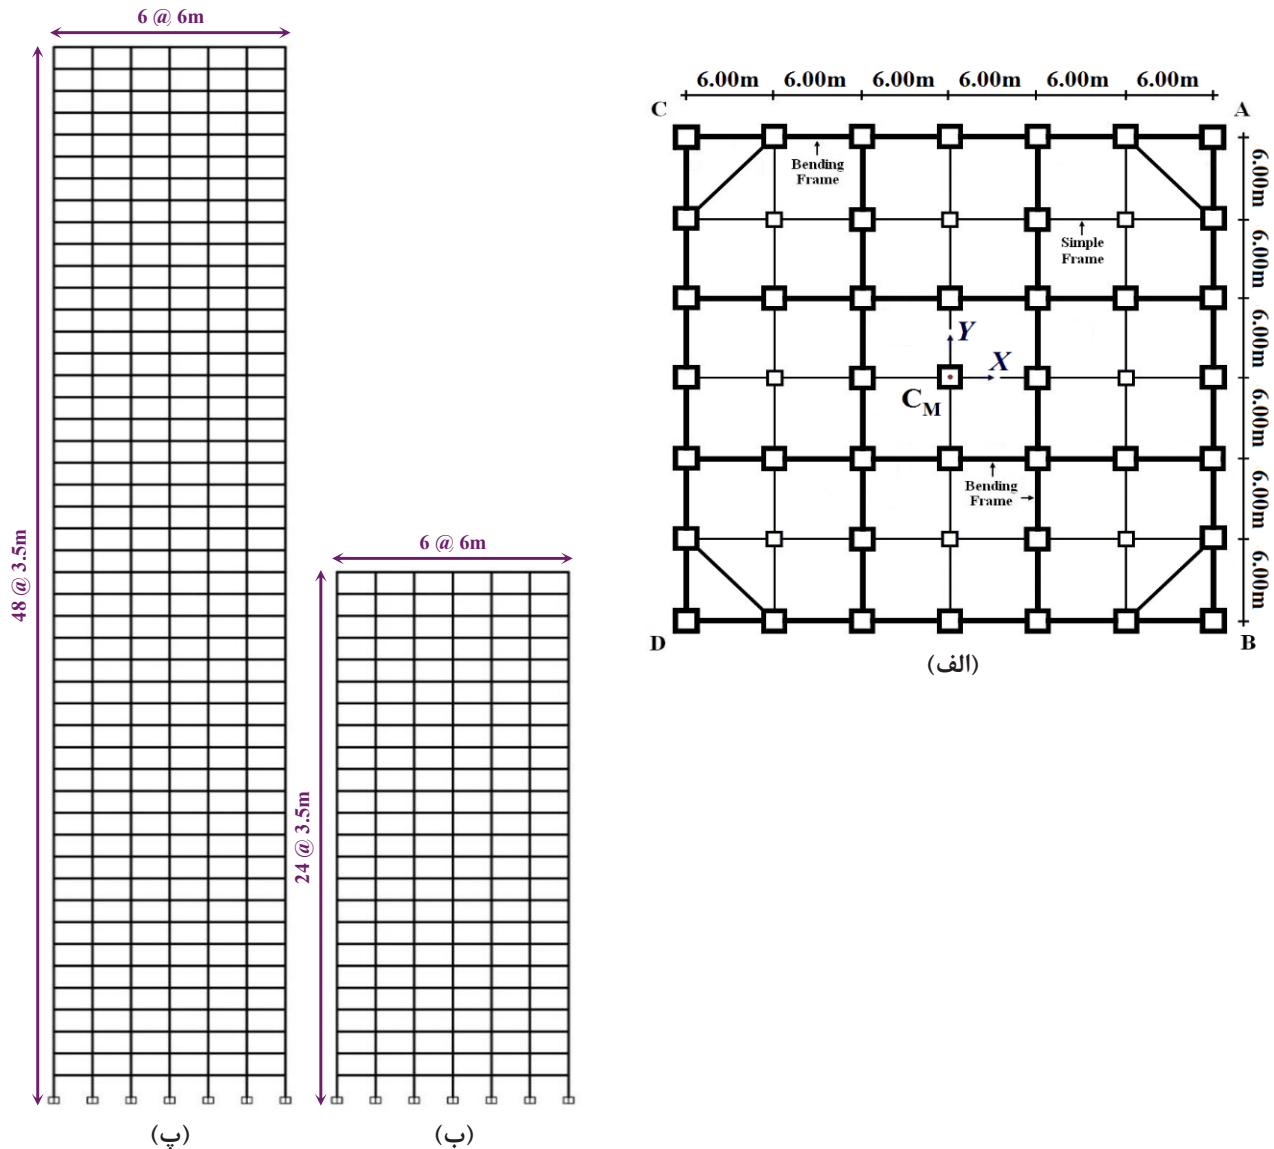 6 @ 6m
48 @ 3.5m
(پ)
6 @ 6m
24 @ 3.5m
(ب)
6.00m 6.00m 6.00m 6.00m 6.00m 6.00m
C
A
Bending
Frame
Simple
Frame
Y
X
C_M
Bending
Frame
D
B
6.00m
6.00m
6.00m
6.00m
6.00m
6.00m
(الف)